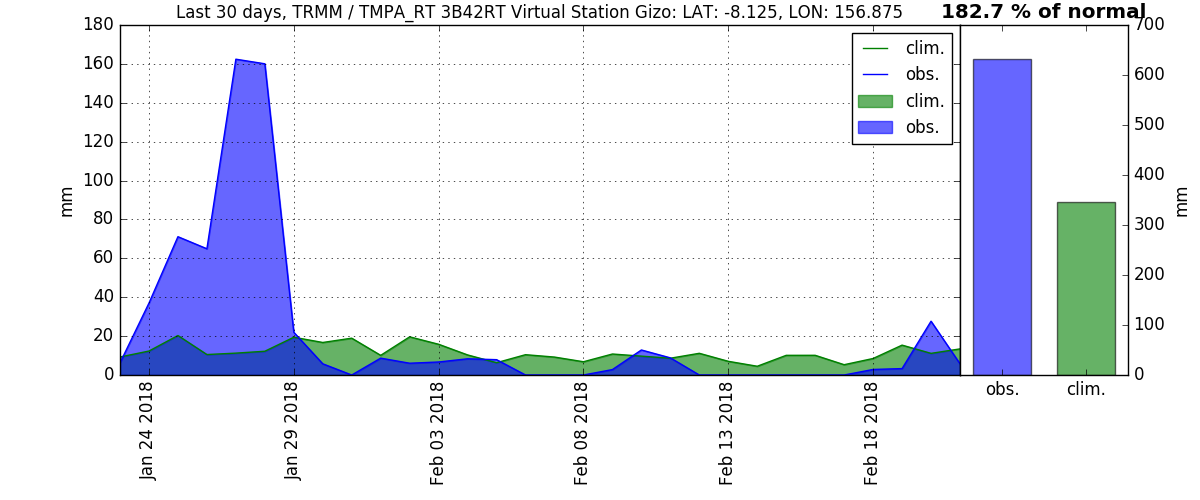 Last 30 days, TRMM / TMPA_RT 3B42RT Virtual Station Gizo: LAT: -8.125, LON: 156.875
182.7 % of normal
180
160
140
120
100
80
60
40
20
0
mm
Jan 24 2018
Jan 29 2018
Feb 03 2018
Feb 08 2018
Feb 13 2018
Feb 18 2018
clim.
obs.
clim.
obs.
700
600
500
400
300
200
100
0
mm
obs.
clim.